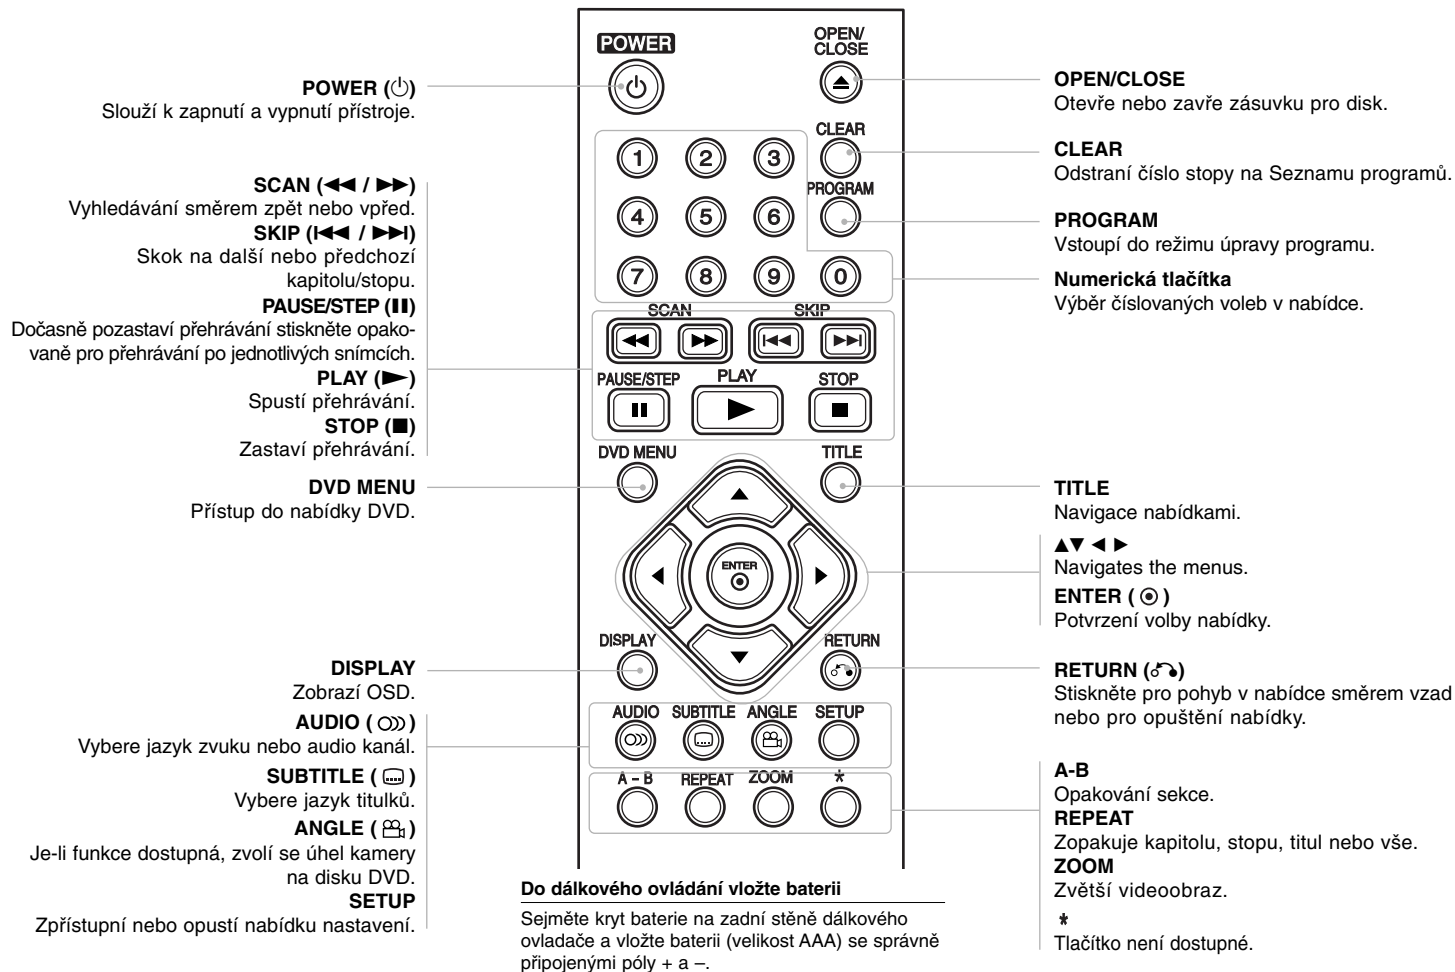 POWER (⏻)
Slouží k zapnutí a vypnutí přístroje.
SCAN (◀◀ / ▶▶)
Vyhledávání směrem zpět nebo vpřed.
SKIP (I◀◀ / ▶▶I)
Skok na další nebo předchozí
kapitolu/stopu.
PAUSE/STEP (II)
Dočasně pozastaví přehrávání stiskněte opako-
vaně pro přehrávání po jednotlivých snímcích.
PLAY (▶)
Spustí přehrávání.
STOP (■)
Zastaví přehrávání.
DVD MENU
Přístup do nabídky DVD.
DISPLAY
Zobrazí OSD.
AUDIO ( )
Vybere jazyk zvuku nebo audio kanál.
SUBTITLE ( )
Vybere jazyk titulků.
ANGLE ( )
Je-li funkce dostupná, zvolí se úhel kamery
na disku DVD.
SETUP
Zpřístupní nebo opustí nabídku nastavení.
POWER
OPEN/
CLOSE
CLEAR
1 2 3
PROGRAM
4 5 6
7 8 9 0
SCAN SKIP
PAUSE/STEP PLAY STOP
DVD MENU TITLE
ENTER
DISPLAY RETURN
AUDIO SUBTITLE ANGLE SETUP
A – B REPEAT ZOOM *
Do dálkového ovládání vložte baterii
Sejměte kryt baterie na zadní stěně dálkového
ovladače a vložte baterii (velikost AAA) se správně
připojenými póly + a –.
OPEN/CLOSE
Otevře nebo zavře zásuvku pro disk.
CLEAR
Odstraní číslo stopy na Seznamu programů.
PROGRAM
Vstoupí do režimu úpravy programu.
Numerická tlačítka
Výběr číslovaných voleb v nabídce.
TITLE
Navigace nabídkami.
▲▼ ◀ ▶
Navigates the menus.
ENTER ( ⊙ )
Potvrzení volby nabídky.
RETURN ( )
Stiskněte pro pohyb v nabídce směrem vzad
nebo pro opuštění nabídky.
A-B
Opakování sekce.
REPEAT
Zopakuje kapitolu, stopu, titul nebo vše.
ZOOM
Zvětší videoobraz.
*
Tlačítko není dostupné.